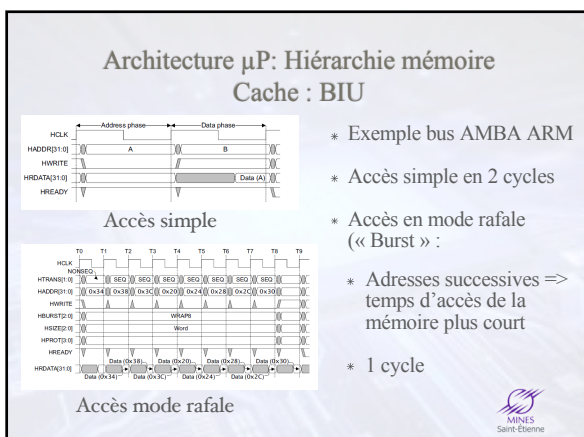 Architecture µP: Hiérarchie mémoire
Cache : BIU
Address phase
Data phase
HCLK
HADDR[31:0]
A
B
HWRITE
HRDATA[31:0]
Data (A)
HREADY
Accès simple
T0 T1 T2 T3 T4 T5 T6 T7 T8 T9
HCLK
NONSEQ
HTRANS[1:0]
SEQ SEQ SEQ SEQ SEQ SEQ SEQ
HADDR[31:0]
0x34 0x38 0x3C 0x20 0x24 0x28 0x2C 0x30
HWRITE
HBURST[2:0]
WRAP8
HSIZE[2:0]
Word
HPROT[3:0]
HREADY
Data (0x38) Data (0x20) Data (0x28) Data (0x30)
HRDATA[31:0]
Data (0x34) Data (0x3C) Data (0x24) Data (0x2C)
Accès mode rafale
* Exemple bus AMBA ARM
* Accès simple en 2 cycles
* Accès en mode rafale
(« Burst » :
* Adresses successives =>
temps d’accès de la
mémoire plus court
* 1 cycle
MINES
Saint-Étienne